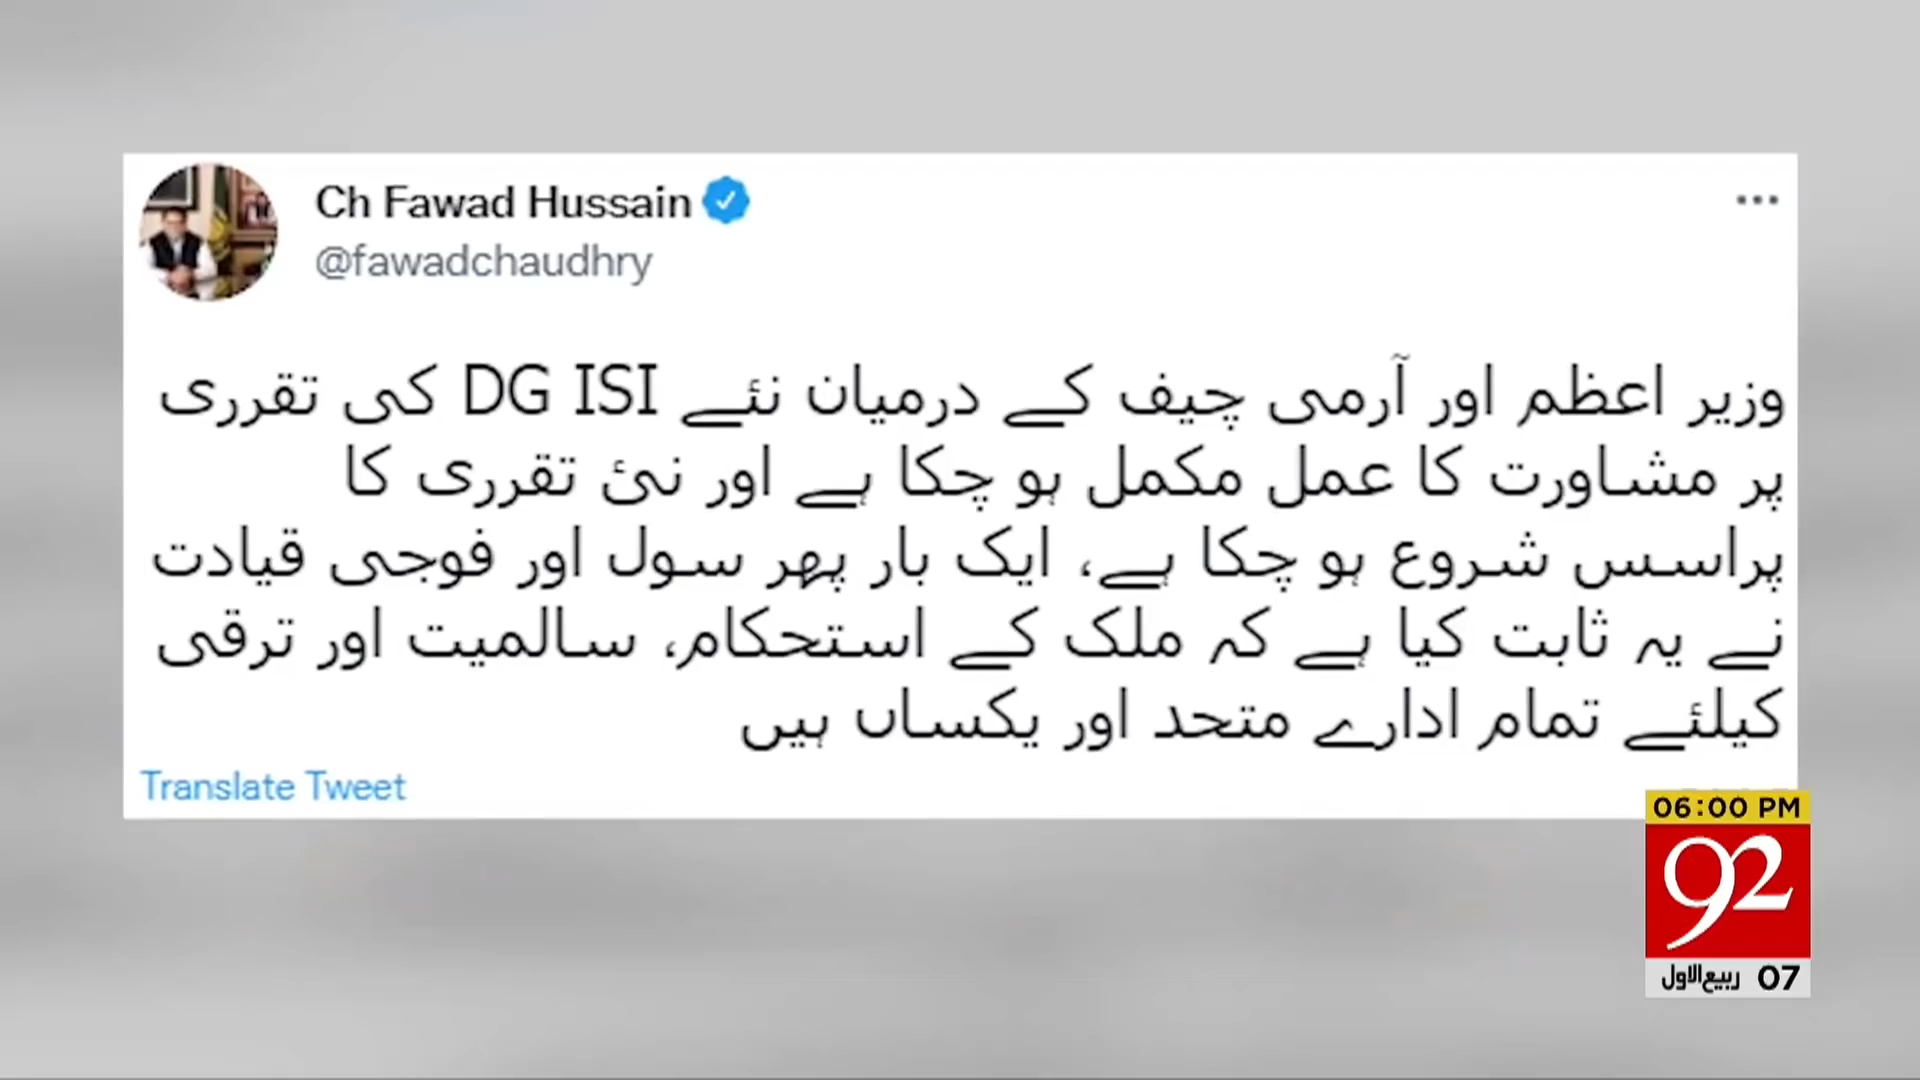 Ch Fawad Hussain
@fawadchaudhry
وزیر اعظم اور آرمی چیف کے درمیان نئے DG ISI کی تقرری
پر مشاورت کا عمل مکمل ہو چکا ہے اور نئ تقرری کا
پراسس شروع ہو چکا ہے، ایک بار پھر سول اور فوجی قیادت
نے یہ ثابت کیا ہے کہ ملک کے استحکام، سالمیت اور ترقی
کیلئے تمام ادارے متحد اور یکساں ہیں
Translate Tweet
06:00 PM
92
07 ربیع الاول